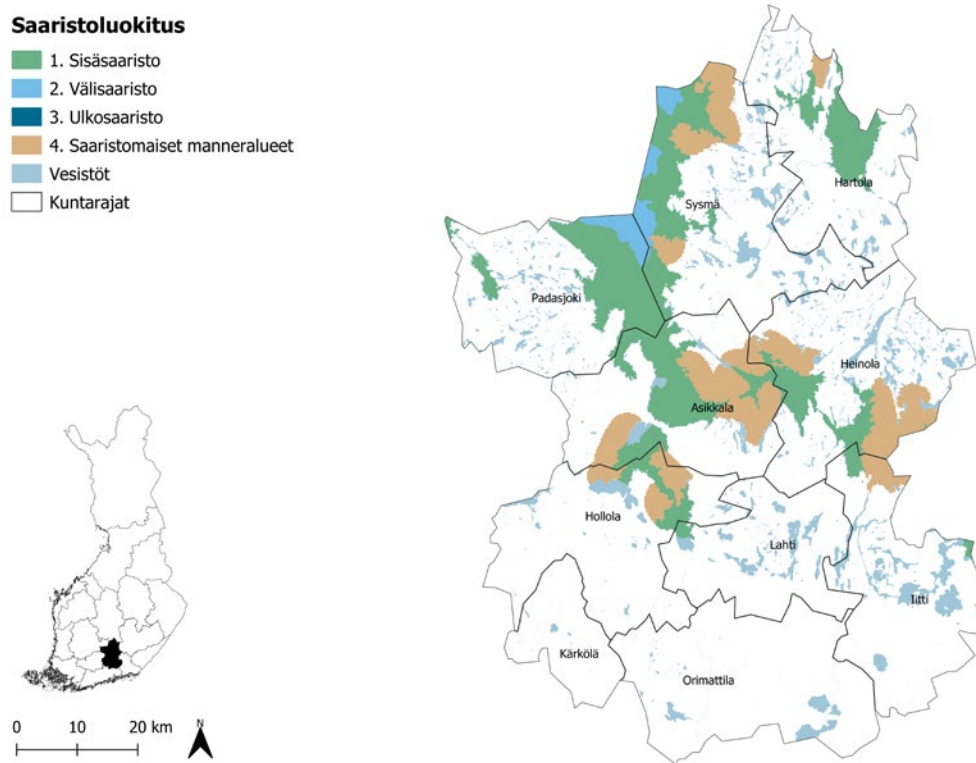 Saaristoluokitus
1. Sisäsaaristo
2. Välisaaristo
3. Ulkosaaristo
4. Saaristomaiset manneralueet
Vesistöt
Kuntarajat
Hartola
Sysmä
Padasjoki
Heinola
Asikkala
Hollola
Lahti
Iitti
Kärkölä
Orimattila
0 10 20 km
N